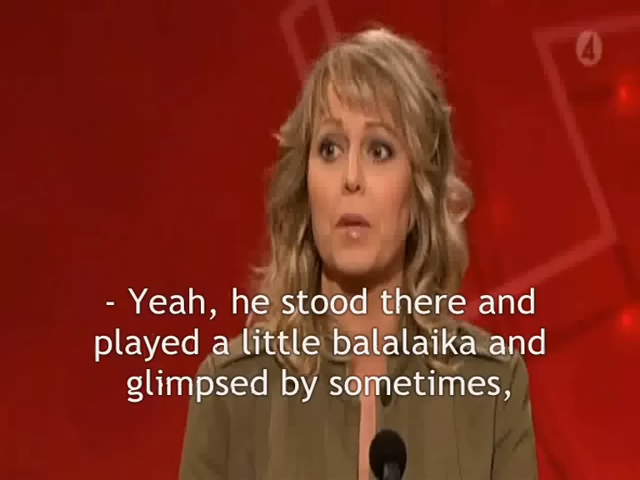 4
- Yeah, he stood there and
played a little balalaika and
glimpsed by sometimes,